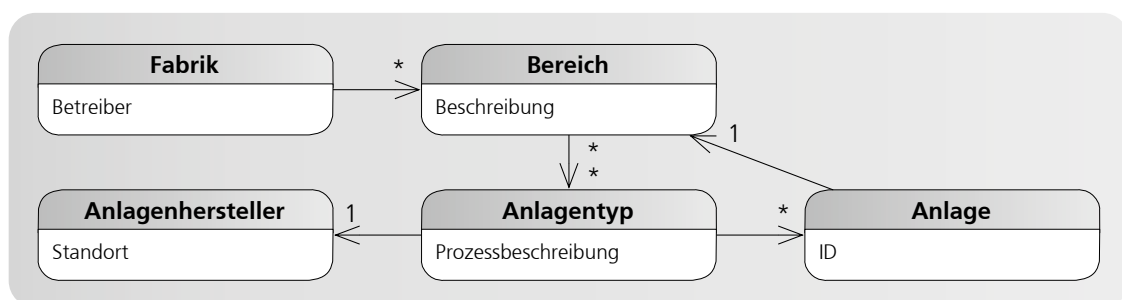 Fabrik
Betreiber
*
Bereich
Beschreibung
*
*
1
Anlagenhersteller
Standort
1
Anlagentyp
Prozessbeschreibung
*
Anlage
ID